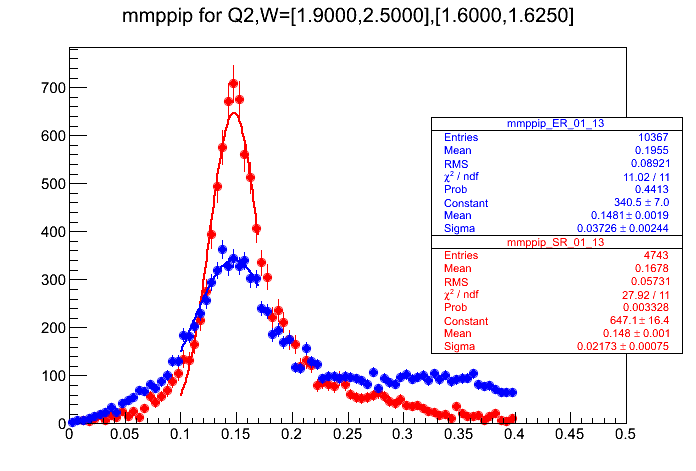 mmppip for Q2,W=[1.9000,2.5000],[1.6000,1.6250]
700
600
500
400
300
200
100
0
0 0.05 0.1 0.15 0.2 0.25 0.3 0.35 0.4 0.45 0.5
mmppip_ER_01_13
Entries 10367
Mean 0.1955
RMS 0.08921
χ² / ndf 11.02 / 11
Prob 0.4413
Constant 340.5 ± 7.0
Mean 0.1481 ± 0.0019
Sigma 0.03726 ± 0.00244
mmppip_SR_01_13
Entries 4743
Mean 0.1678
RMS 0.05731
χ² / ndf 27.92 / 11
Prob 0.003328
Constant 647.1 ± 16.4
Mean 0.148 ± 0.001
Sigma 0.02173 ± 0.00075